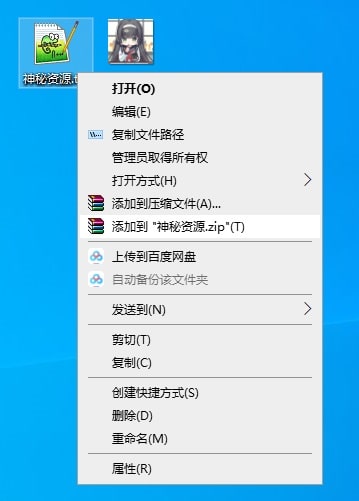 神秘资源.t
打开(O)
编辑(E)
复制文件路径
管理员取得所有权
打开方式(H)
添加到压缩文件(A)...
添加到 "神秘资源.zip"(T)
上传到百度网盘
自动备份该文件夹
发送到(N)
剪切(T)
复制(C)
创建快捷方式(S)
删除(D)
重命名(M)
属性(R)